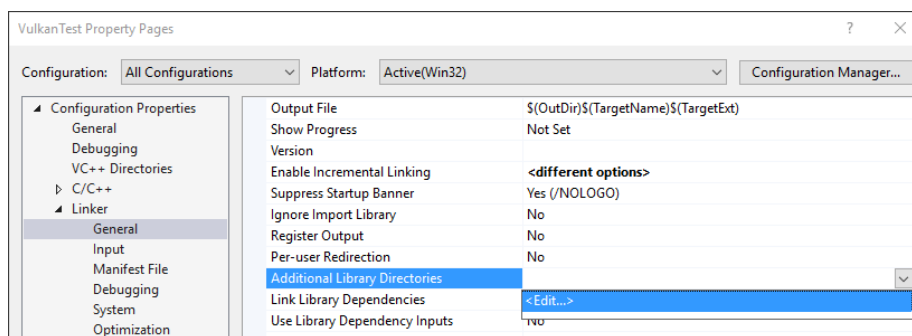 VulkanTest Property Pages
Configuration: All Configurations Platform: Active(Win32) Configuration Manager...
Configuration Properties
General
Debugging
VC++ Directories
C/C++
Linker
General
Input
Manifest File
Debugging
System
Optimization
Output File $(OutDir)$(TargetName)$(TargetExt)
Show Progress Not Set
Version
Enable Incremental Linking <different options>
Suppress Startup Banner Yes (/NOLOGO)
Ignore Import Library No
Register Output No
Per-user Redirection No
Additional Library Directories
Link Library Dependencies <Edit...>
Use Library Dependency Inputs No